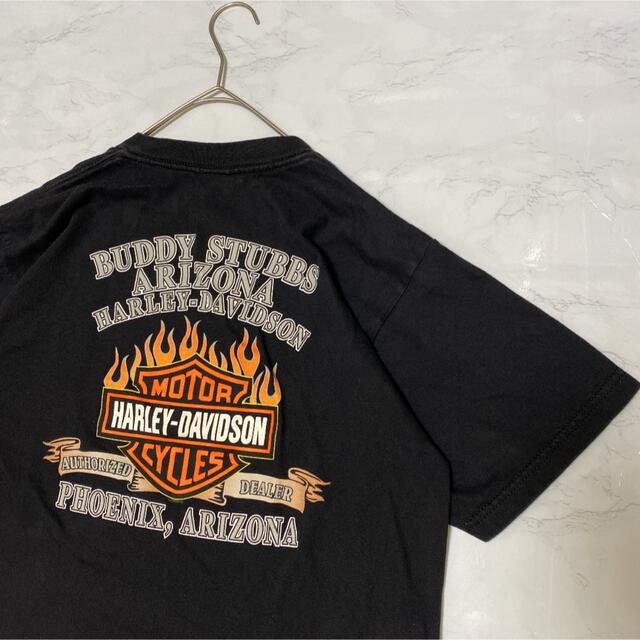 BUDDY STUBBS
ARIZONA
HARLEY-DAVIDSON
MOTOR
HARLEY-DAVIDSON
CYCLES
AUTHORIZED DEALER
PHOENIX, ARIZONA